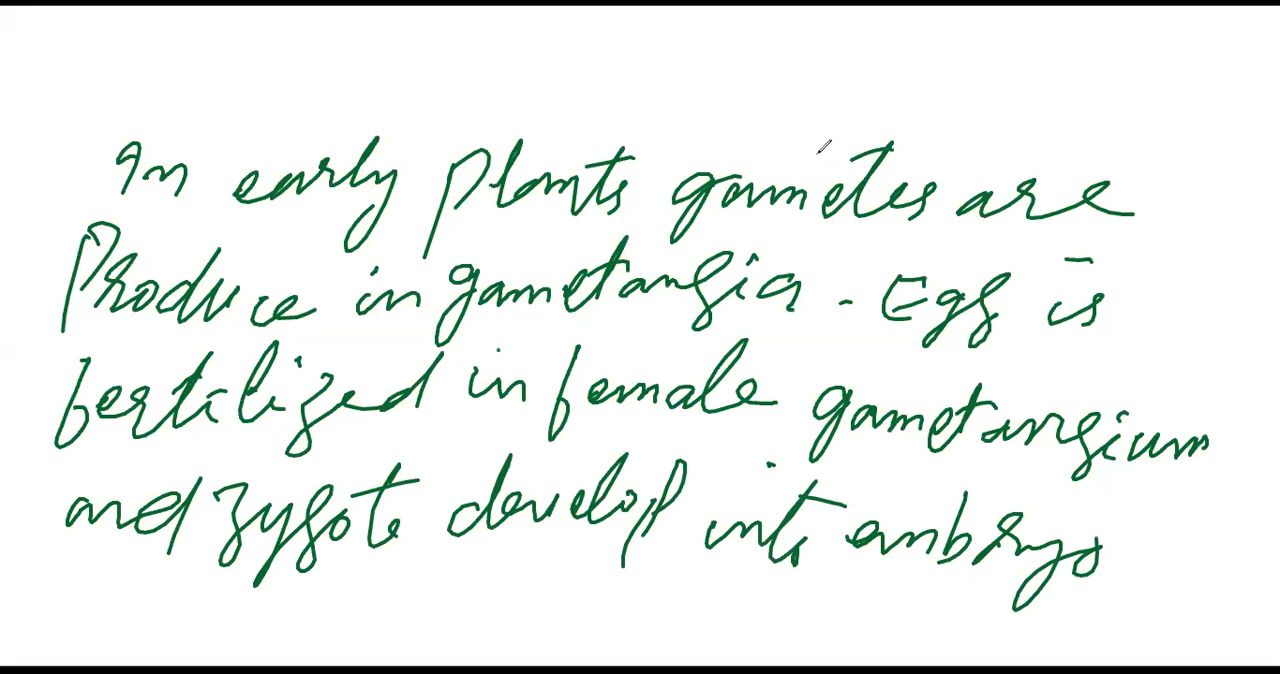 In early plants gametes are
Produce in gametangia. Egg is
fertilized in female gametangium
and zygote develop into embryo